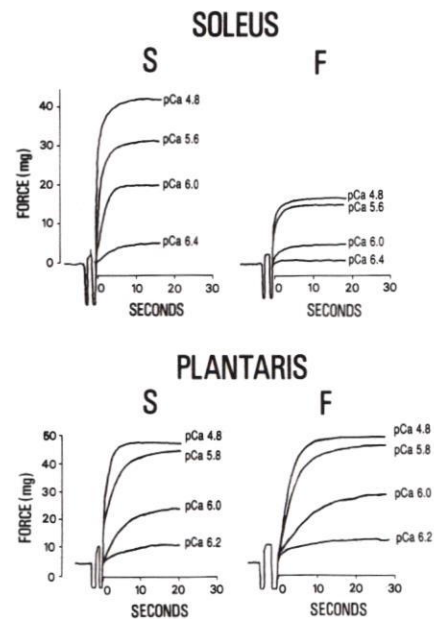 SOLEUS
S
F
FORCE (mg)
40
30
20
10
0
pCa 4.8
pCa 5.6
pCa 6.0
pCa 6.4
0 10 20 30
SECONDS
pCa 4.8
pCa 5.6
pCa 6.0
pCa 6.4
0 10 20 30
SECONDS
PLANTARIS
S
F
FORCE (mg)
50
40
30
20
10
0
pCa 4.8
pCa 5.8
pCa 6.0
pCa 6.2
0 10 20 30
SECONDS
pCa 4.8
pCa 5.8
pCa 6.0
pCa 6.2
0 10 20 30
SECONDS